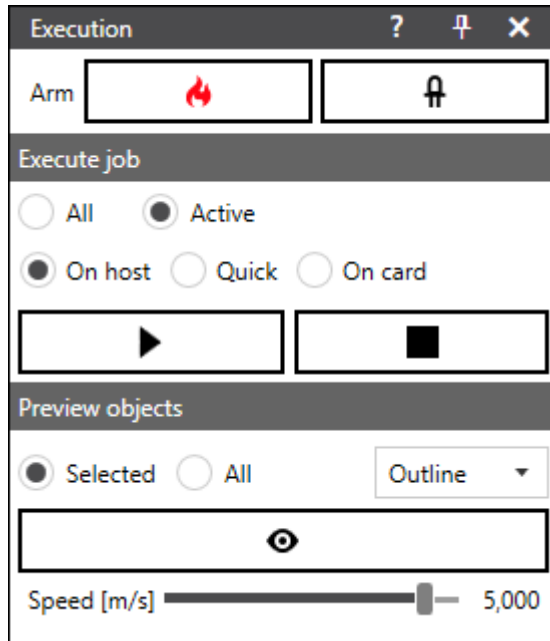 Execution ?
Arm
Execute job
All Active
On host Quick On card
Preview objects
Selected All Outline
Speed [m/s] 5,000